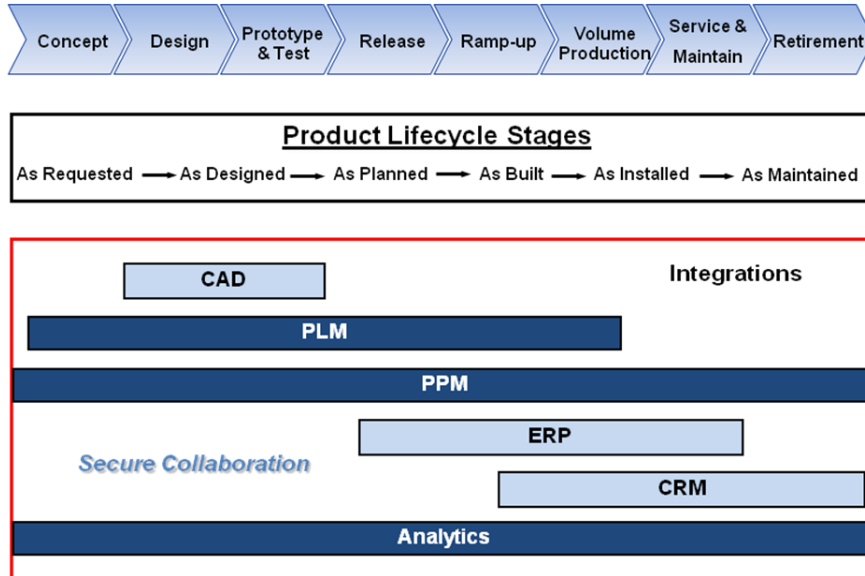 Concept
Design
Prototype
& Test
Release
Ramp-up
Volume
Production
Service &
Maintain
Retirement
Product Lifecycle Stages
As Requested
As Designed
As Planned
As Built
As Installed
As Maintained
CAD
Integrations
PLM
PPM
ERP
Secure Collaboration
CRM
Analytics